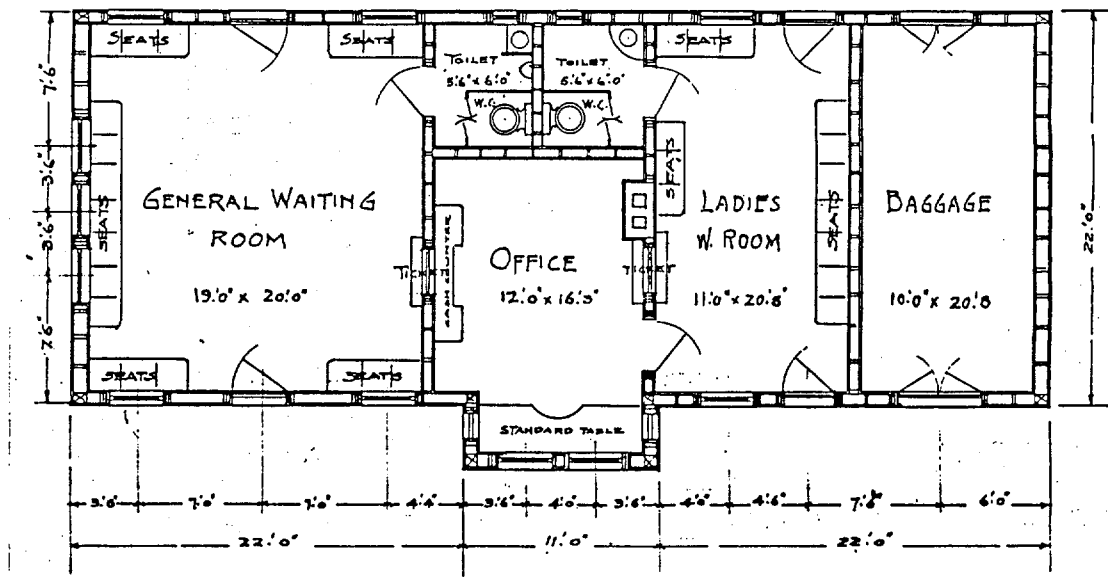 SEATS
SEATS
SEATS
TOILET
5'6" x 6'0"
W.C.
TOILET
5'6" x 6'0"
W.C.
7'6"
3'6"
3'6"
7'6"
SEATS
GENERAL WAITING
ROOM
19'0" x 20'0"
TICKET
CASH COUNTER
OFFICE
12'0" x 16'3"
TICKET
SEATS
LADIES
W. ROOM
11'0" x 20'8"
SEATS
BAGGAGE
10'0" x 20'8
22'0"
SEATS
SEATS
STANDARD TABLE
3'8"
7'0"
7'0"
4'4"
3'6"
4'0"
3'6"
4'0"
4'6"
7'6"
6'0"
22'0"
11'0"
22'0"